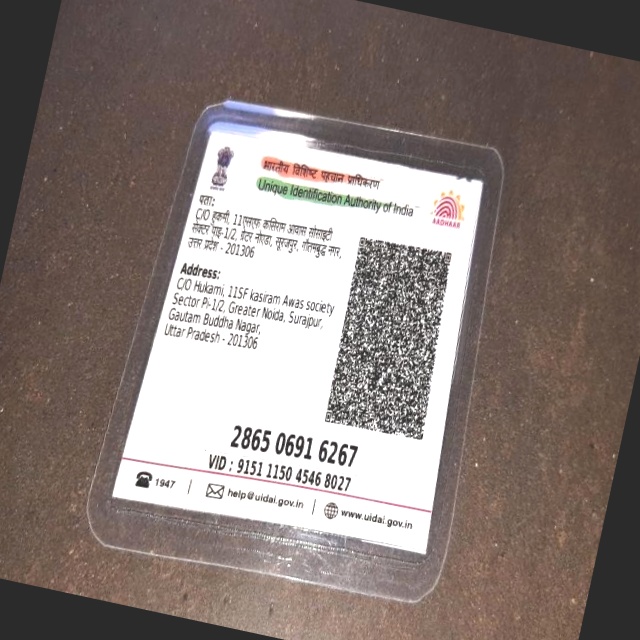 भारतीय विशिष्ट पहचान प्राधिकरण
Unique Identification Authority of India
AADHAAR
पता:
C/O हुकमी, 115एफ कासिराम आवास सोसाइटी
सेक्टर पाइ-1/2, ग्रेटर नोएडा, सूरजपुर, गौतमबुद्ध नगर,
उत्तर प्रदेश - 201306
Address:
C/O Hukami, 115F kasiram Awas society
Sector Pi-1/2, Greater Noida, Surajpur,
Gautam Buddha Nagar,
Uttar Pradesh - 201306
2865 0691 6267
VID : 9151 1150 4546 8027
1947 | help@uidai.gov.in | www.uidai.gov.in